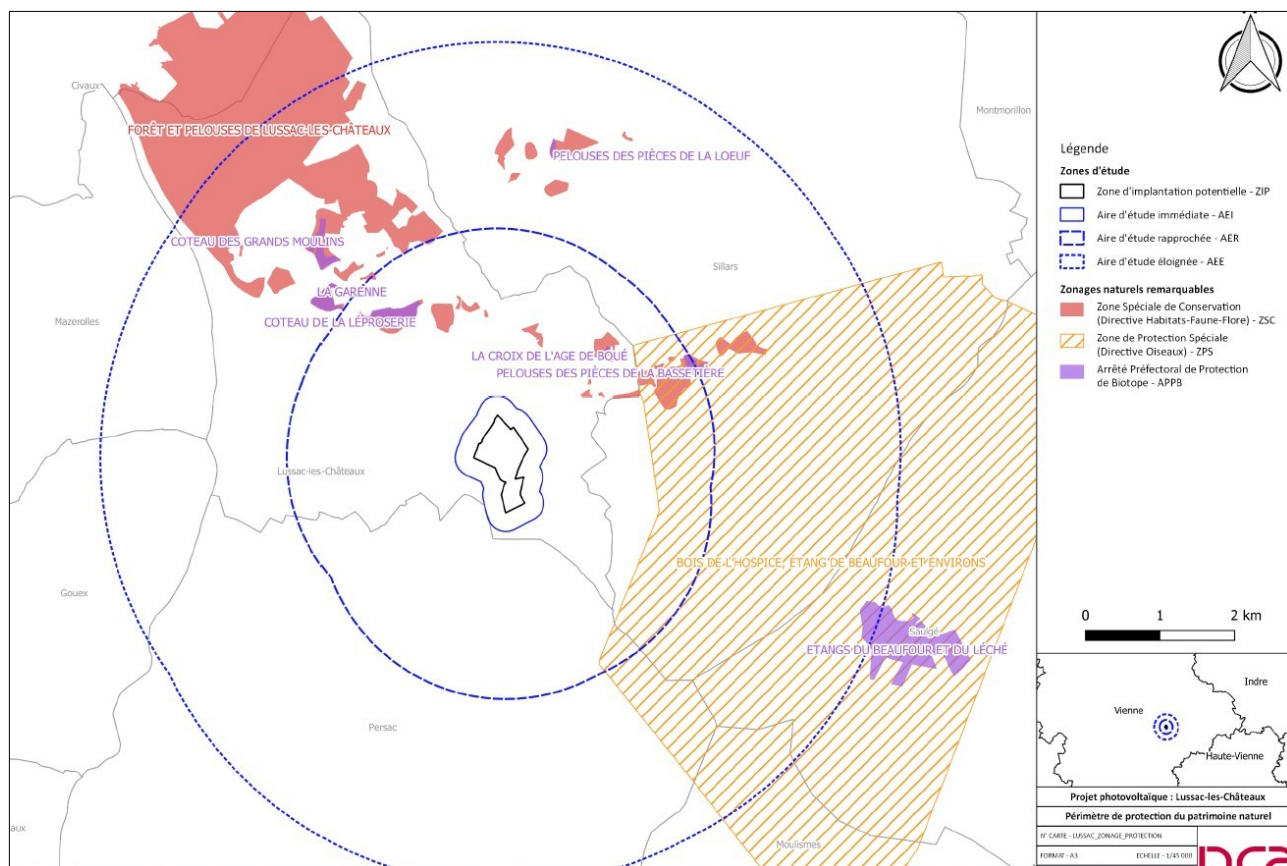 Civaux
Montmorillon
FORÊT ET PELOUSES DE LUSSAC-LES-CHÂTEAUX
PELOUSES DES PIÈCES DE LA LOEUF
COTEAU DES GRANDS MOULINS
Sillars
LA GARENNE
Mazerolles
COTEAU DE LA LÉPROSERIE
LA CROIX DE L'AGE DE BOUÉ
PELOUSES DES PIÈCES DE LA BASSETIÈRE
Lussac-les-Châteaux
BOIS DE L'HOSPICE, ÉTANG DE BEAUFOUR ET ENVIRONS
Gouex
Saulgé
ETANGS DU BEAUFOUR ET DU LÉCHÉ
Persac
aux
Moulismes
Légende
Zones d'étude
Zone d'implantation potentielle - ZIP
Aire d'étude immédiate - AEI
Aire d'étude rapprochée - AER
Aire d'étude éloignée - AEE
Zonages naturels remarquables
Zone Spéciale de Conservation
(Directive Habitats-Faune-Flore) - ZSC
Zone de Protection Spéciale
(Directive Oiseaux) - ZPS
Arrêté Préfectoral de Protection
de Biotope - APPB
0 1 2 km
Indre
Vienne
Haute-Vienne
Projet photovoltaïque : Lussac-les-Châteaux
Périmètre de protection du patrimoine naturel
N° CARTE - LUSSAC_ZONAGE_PROTECTION
FORMAT - A3 ECHELLE - 1/45 000